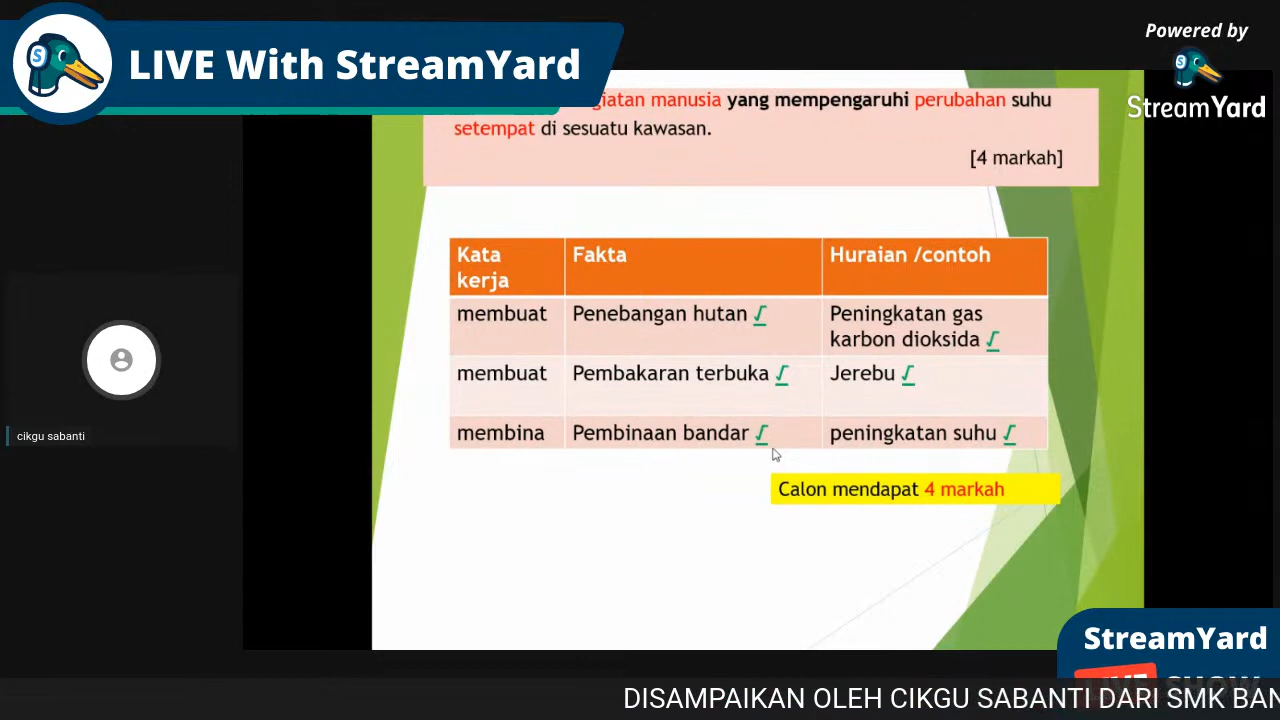 LIVE With StreamYard
Powered by
StreamYard
giatan manusia yang mempengaruhi perubahan suhu
setempat di sesuatu kawasan.
[4 markah]
Kata kerja
Fakta
Huraian /contoh
membuat
Penebangan hutan √
Peningkatan gas
karbon dioksida √
membuat
Pembakaran terbuka √
Jerebu √
membina
Pembinaan bandar √
peningkatan suhu √
Calon mendapat 4 markah
cikgu sabanti
StreamYard
LIVE SHOW
DISAMPAIKAN OLEH CIKGU SABANTI DARI SMK BAN